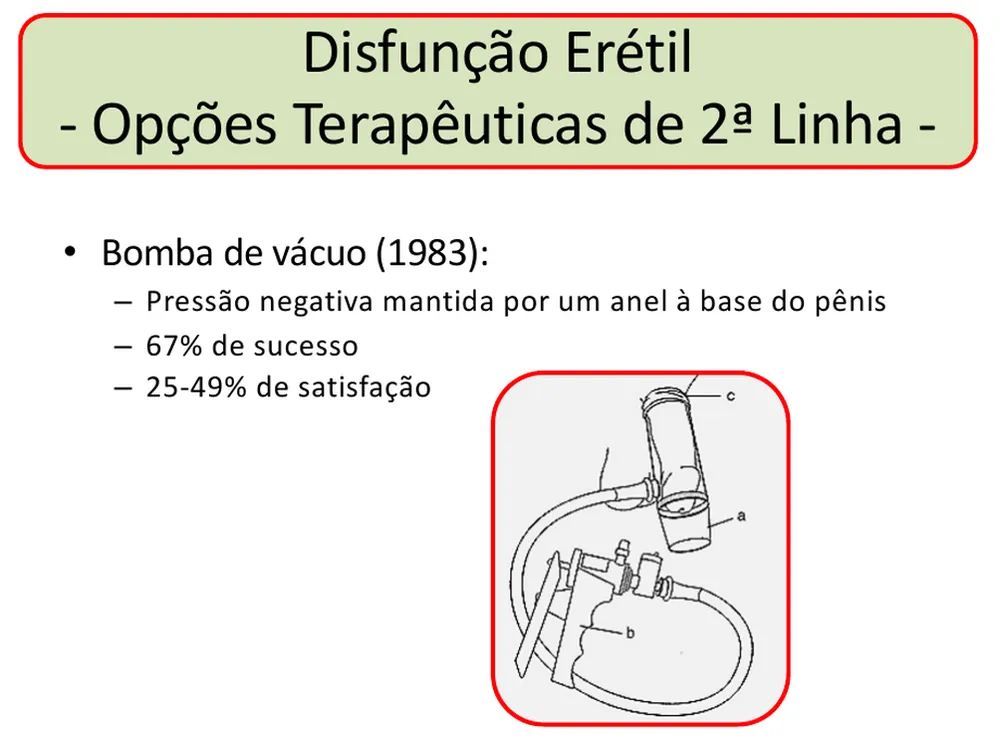 Disfunção Erétil
- Opções Terapêuticas de 2ª Linha -
• Bomba de vácuo (1983):
– Pressão negativa mantida por um anel à base do pênis
– 67% de sucesso
– 25-49% de satisfação
c
a
b